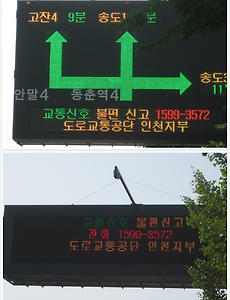 고잔4 9분 송도1 분
송도
11
안말4 동춘역4
교통신호 불편 신고 1599-3572
도로교통공단 인천지부
교통신호 불편신고
전화 1599-3572
도로교통공단 인천지부